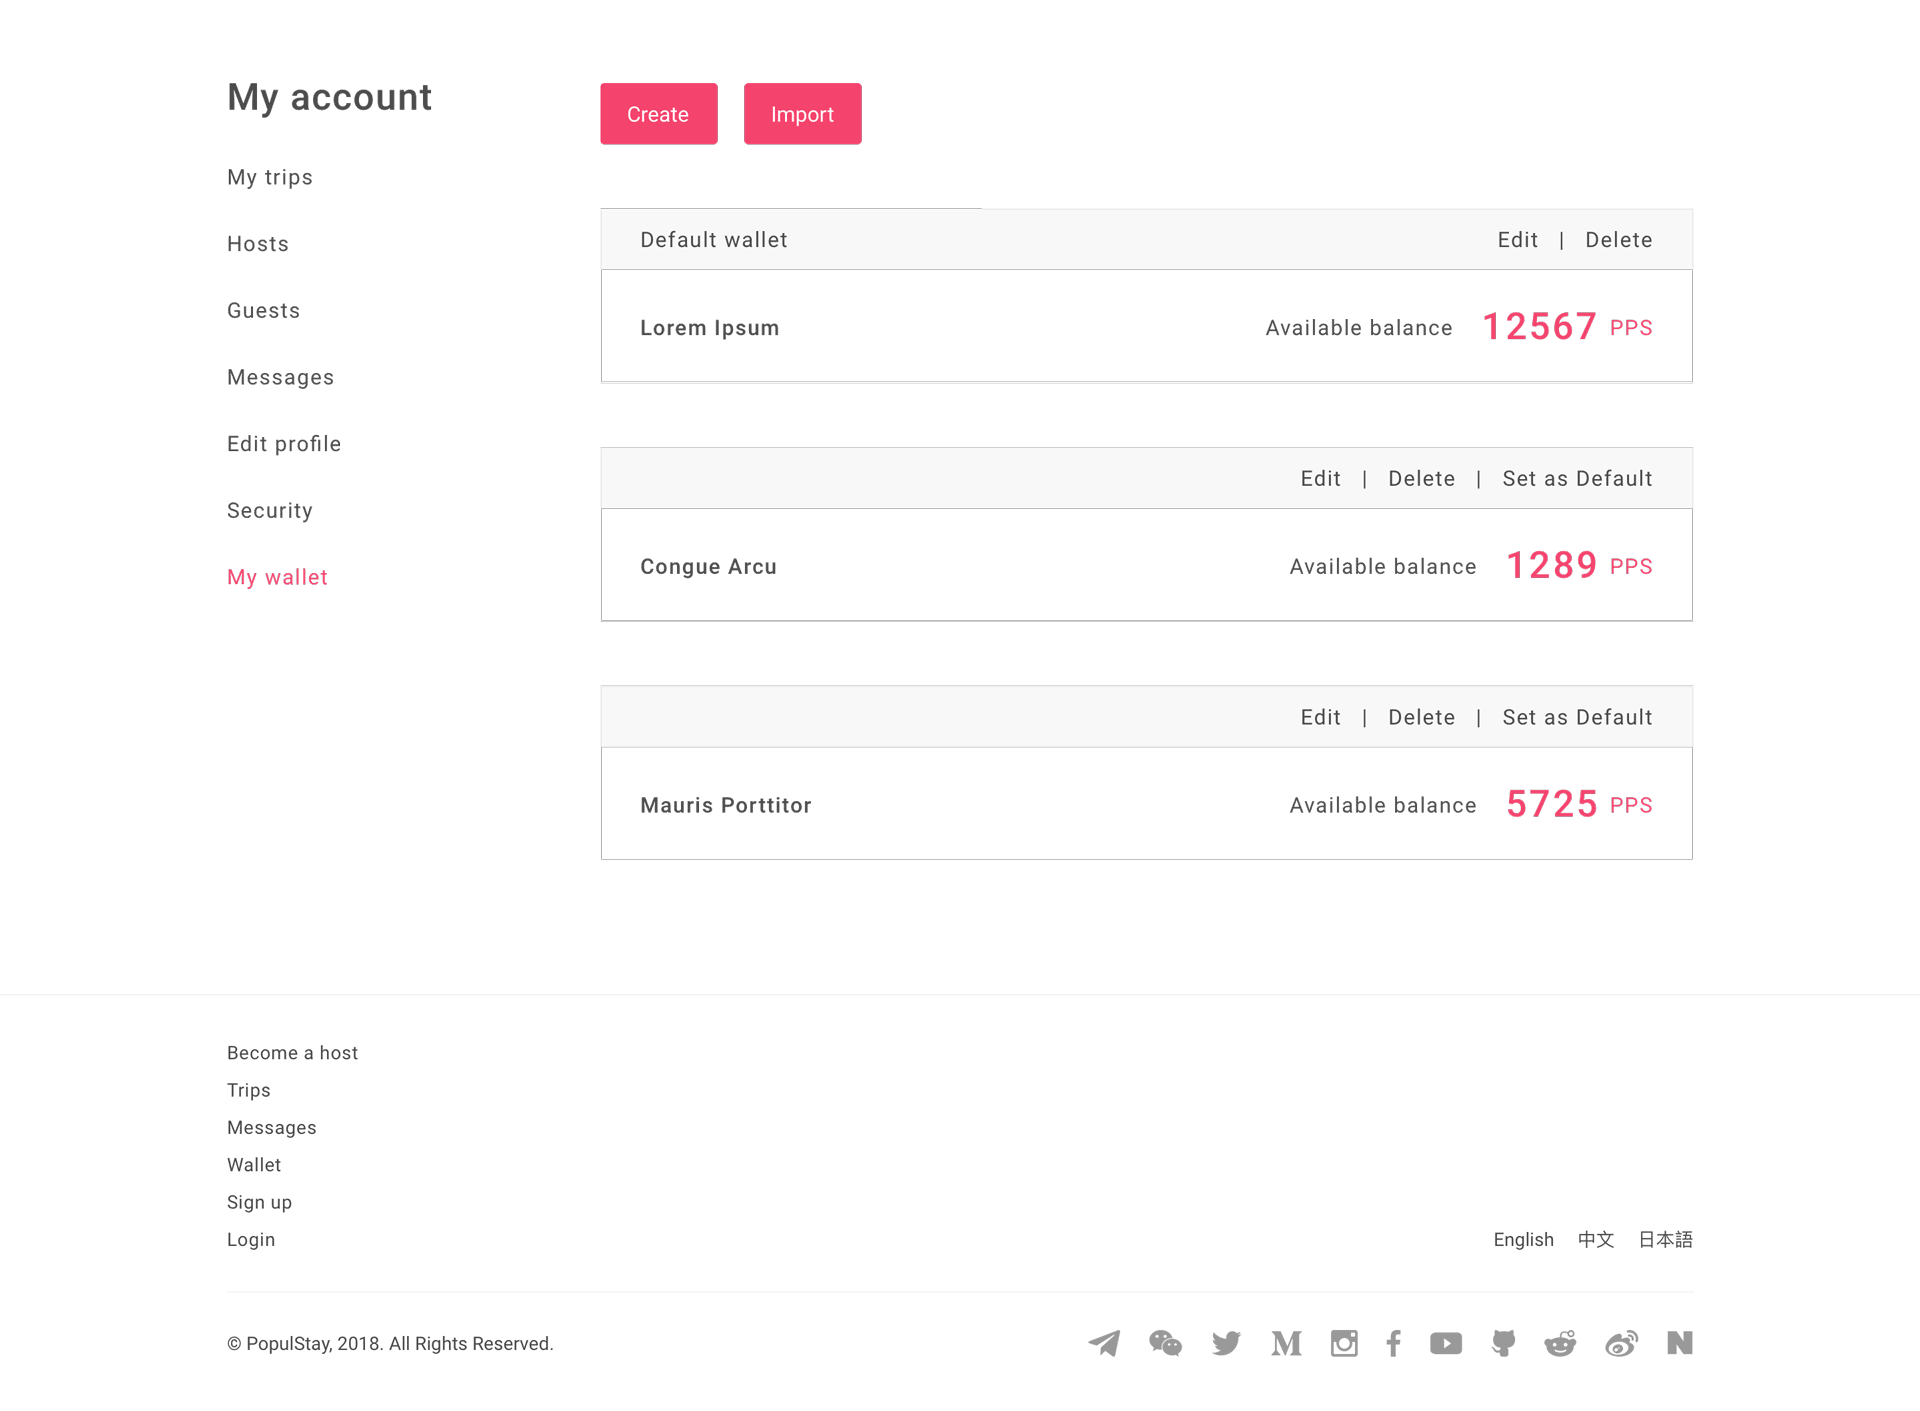 My account
My trips
Hosts
Guests
Messages
Edit profile
Security
My wallet
Create
Import
Default wallet
Edit | Delete
Lorem Ipsum
Available balance 12567 PPS
Edit | Delete | Set as Default
Congue Arcu
Available balance 1289 PPS
Edit | Delete | Set as Default
Mauris Porttitor
Available balance 5725 PPS
Become a host
Trips
Messages
Wallet
Sign up
Login
English 中文 日本語
© PopulStay, 2018. All Rights Reserved.